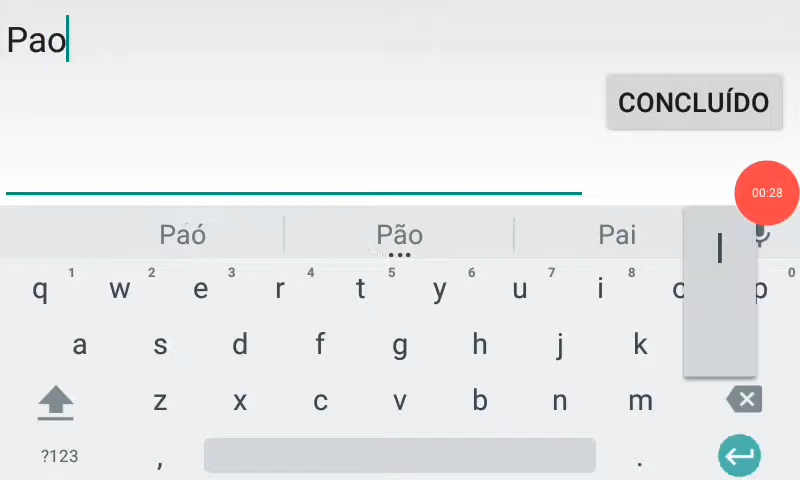 Pao
CONCLUÍDO
00:28
Paó Pão Pai
1 2 3 4 5 6 7 8 0
q w e r t y u i o p
a s d f g h j k l
z x c v b n m
?123 , .